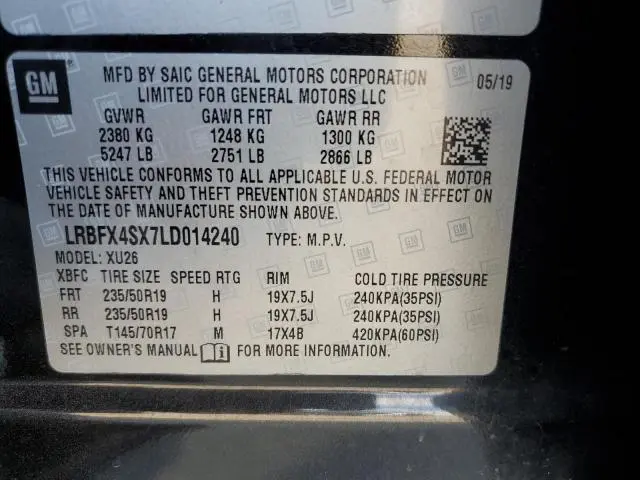 GM
MFD BY SAIC GENERAL MOTORS CORPORATION 05/19
LIMITED FOR GENERAL MOTORS LLC
GVWR GAWR FRT GAWR RR
2380 KG 1248 KG 1300 KG
5247 LB 2751 LB 2866 LB
THIS VEHICLE CONFORMS TO ALL APPLICABLE U.S. FEDERAL MOTOR
VEHICLE SAFETY AND THEFT PREVENTION STANDARDS IN EFFECT ON
THE DATE OF MANUFACTURE SHOWN ABOVE.
LRBFX4SX7LD014240 TYPE: M.P.V.
MODEL: XU26
XBFC TIRE SIZE SPEED RTG RIM COLD TIRE PRESSURE
FRT 235/50R19 H 19X7.5J 240KPA(35PSI)
RR 235/50R19 H 19X7.5J 240KPA(35PSI)
SPA T145/70R17 M 17X4B 420KPA(60PSI)
SEE OWNER'S MANUAL FOR MORE INFORMATION